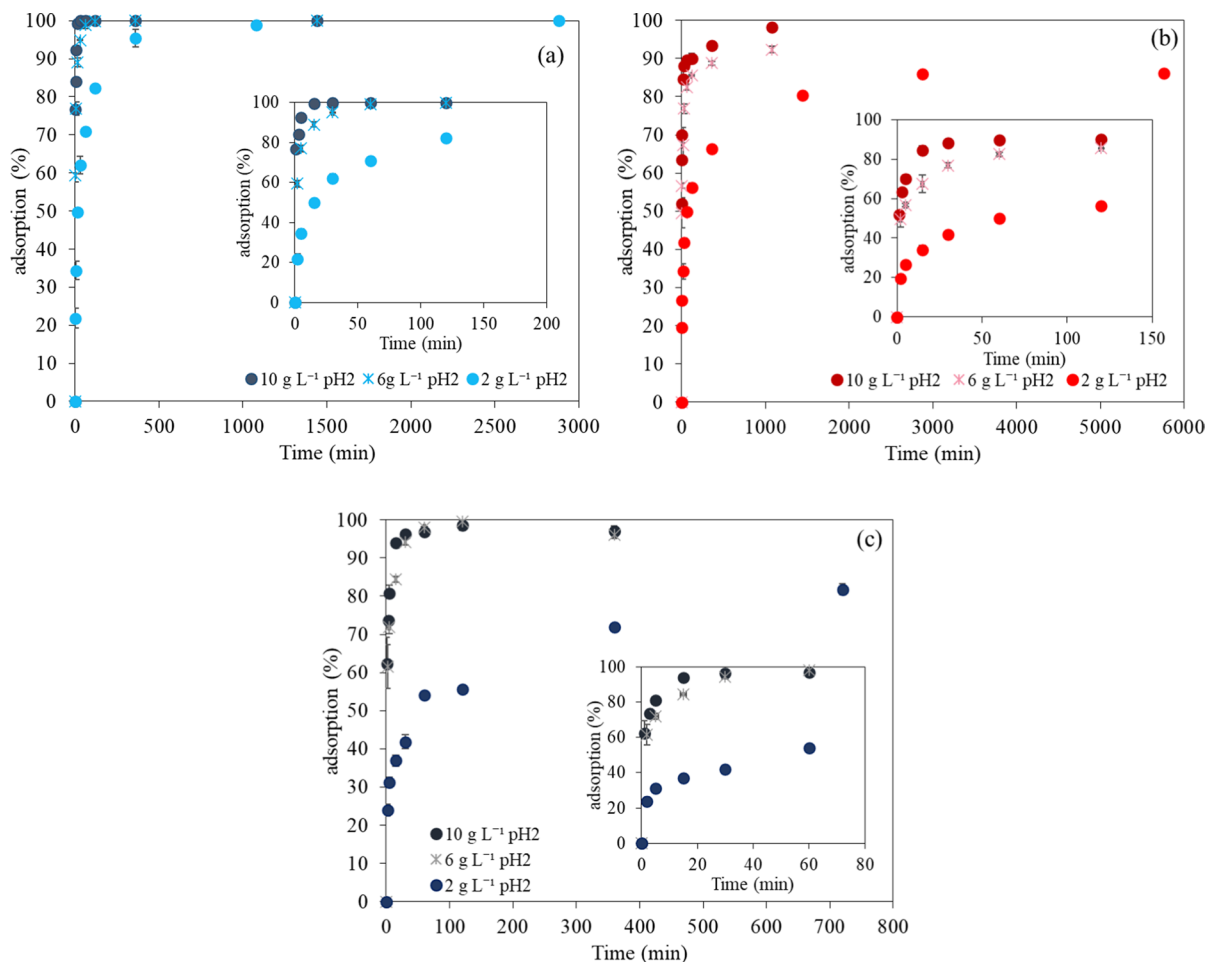 (a)
adsorption (%)
100
90
80
70
60
50
40
30
20
10
0
0 500 1000 1500 2000 2500 3000
Time (min)
adsorption (%)
100
80
60
40
20
0
0 50 100 150 200
Time (min)
10 g L⁻¹ pH2 6g L⁻¹ pH2 2 g L⁻¹ pH2
(b)
adsorption (%)
100
90
80
70
60
50
40
30
20
10
0
0 1000 2000 3000 4000 5000 6000
Time (min)
adsorption (%)
100
80
60
40
20
0
0 50 100 150
Time (min)
10 g L⁻¹ pH2 6 g L⁻¹ pH2 2 g L⁻¹ pH2
(c)
adsorption (%)
100
90
80
70
60
50
40
30
20
10
0
0 100 200 300 400 500 600 700 800
Time (min)
10 g L⁻¹ pH2
6 g L⁻¹ pH2
2 g L⁻¹ pH2
adsorption (%)
100
80
60
40
20
0
0 20 40 60 80
Time (min)